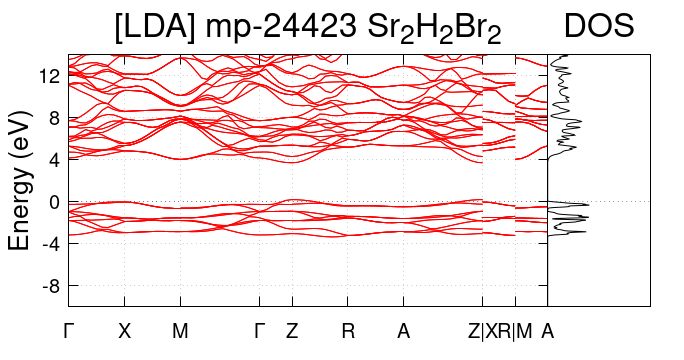 [LDA] mp-24423 Sr₂H₂Br₂ DOS
Energy (eV)
12
8
4
0
-4
-8
Γ X M Γ Z R A Z|XR|M A